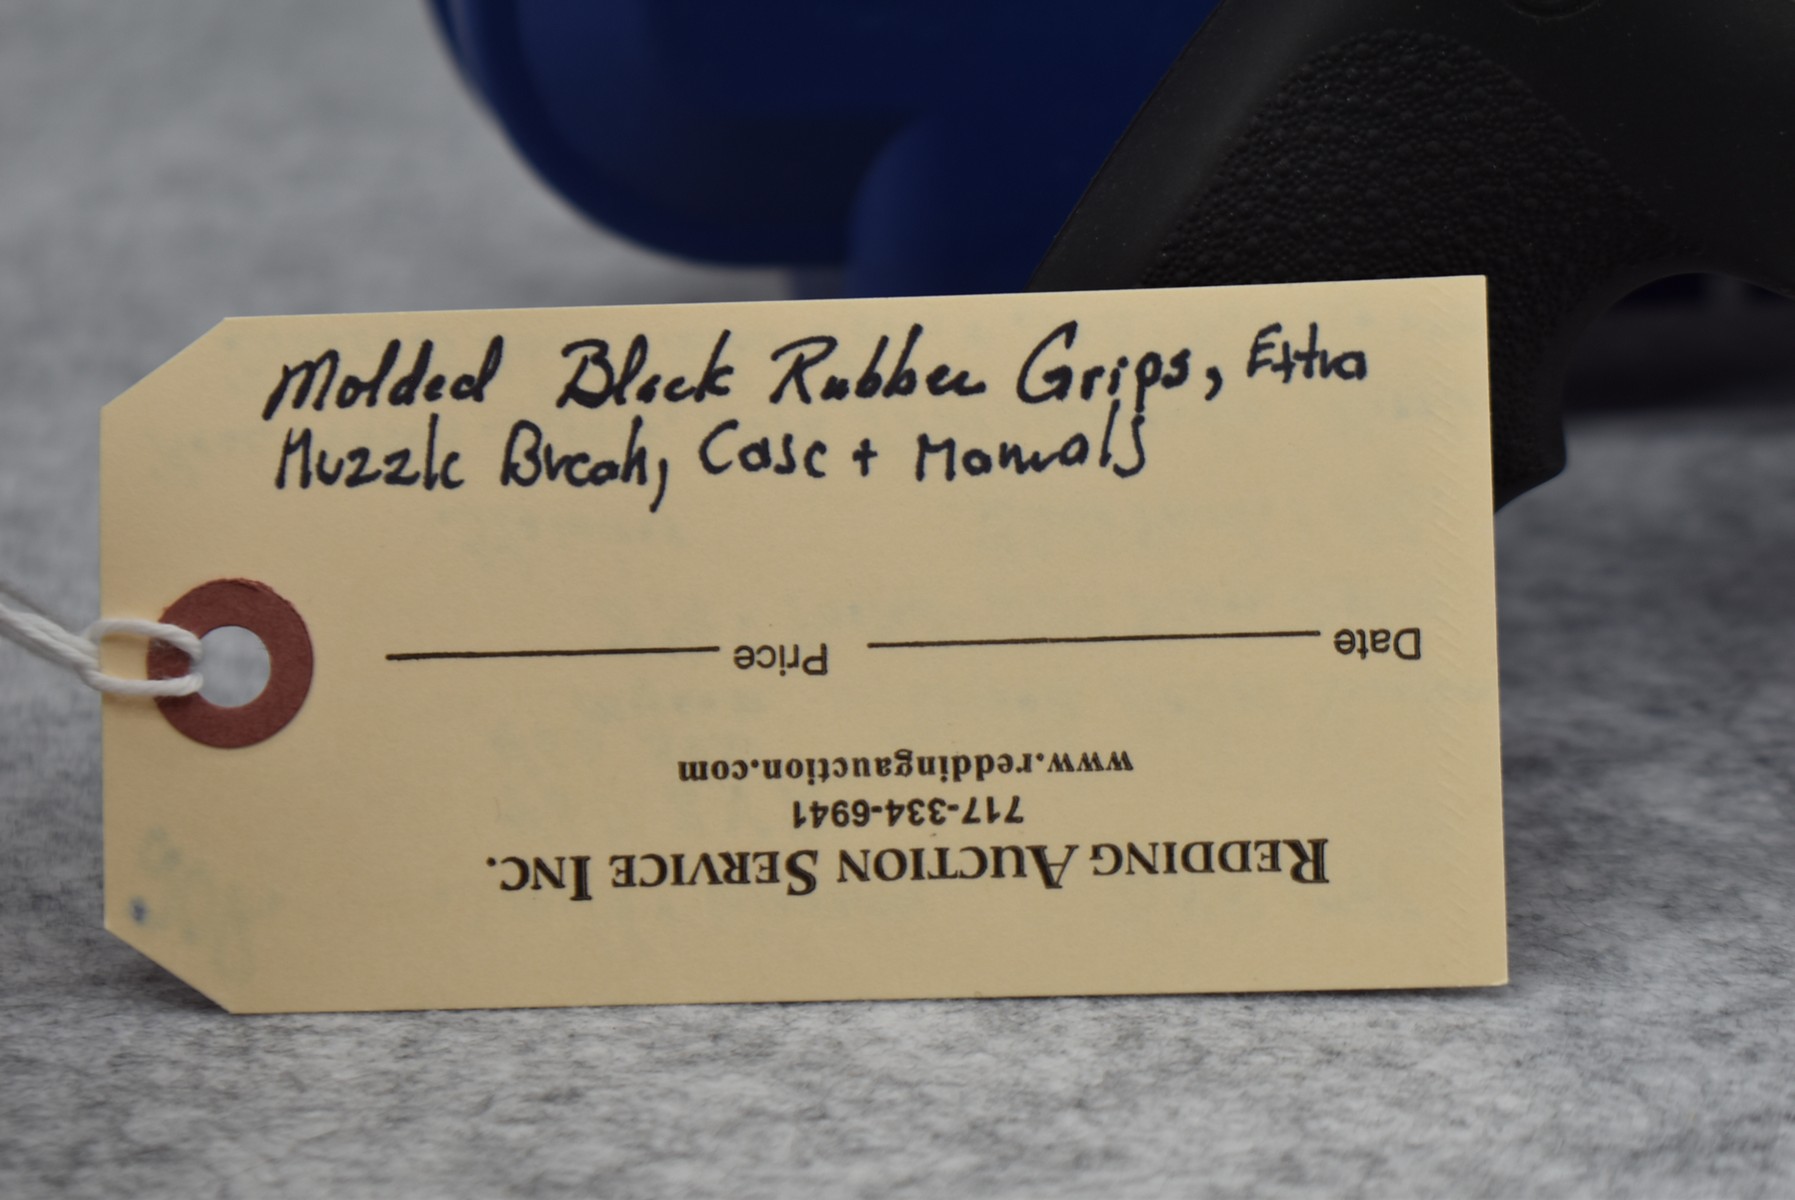 Molded Black Rubber Grips, Extra
Muzzle Break, Case + Manuals
REDDING AUCTION SERVICE INC.
717-334-6941
www.reddingauction.com
Date Price